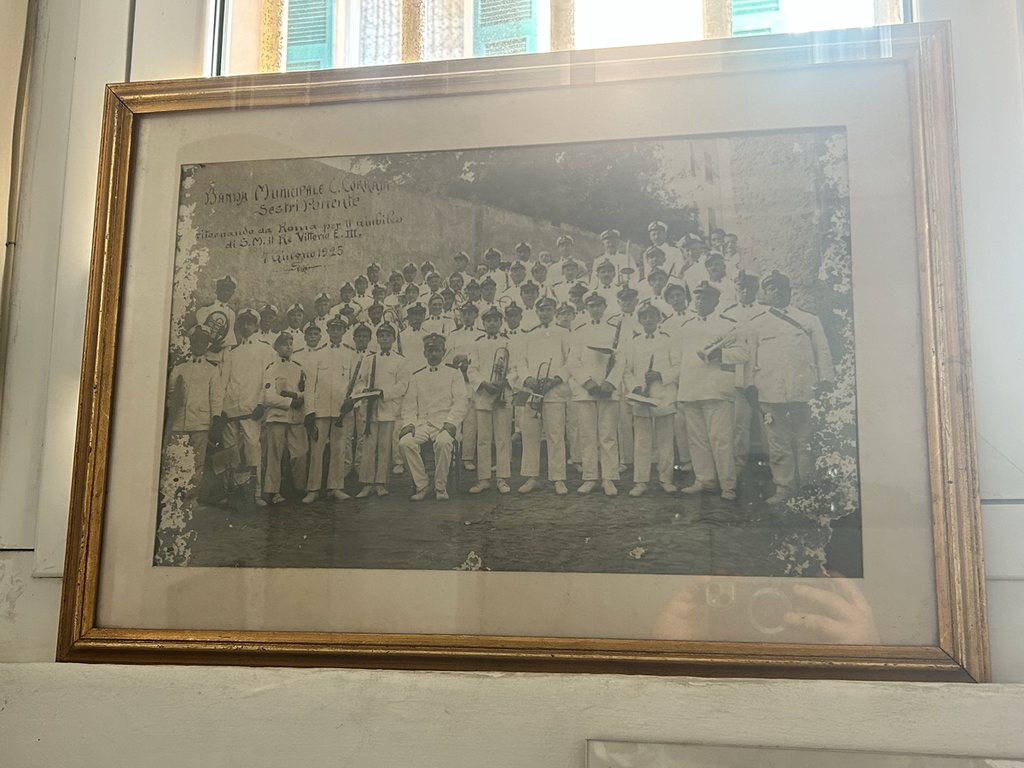 Banda Municipale C. Corradi
Sestri Ponente
ritornando da Roma per il giubileo
di S.M. il Re Vittorio E. III.
7 Giugno 1925